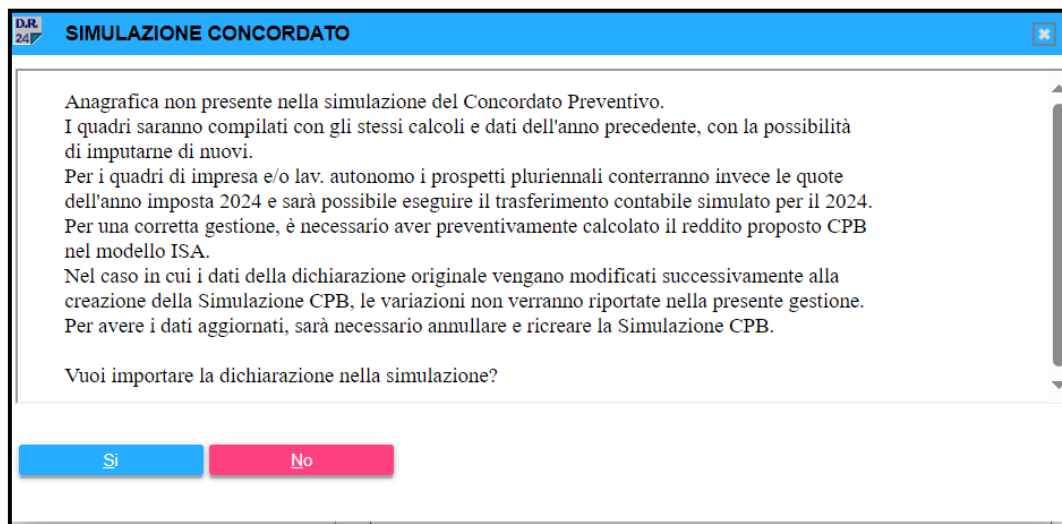 D.R.
24
SIMULAZIONE CONCORDATO
Anagrafica non presente nella simulazione del Concordato Preventivo.
I quadri saranno compilati con gli stessi calcoli e dati dell'anno precedente, con la possibilità
di imputarne di nuovi.
Per i quadri di impresa e/o lav. autonomo i prospetti pluriennali conterranno invece le quote
dell'anno imposta 2024 e sarà possibile eseguire il trasferimento contabile simulato per il 2024.
Per una corretta gestione, è necessario aver preventivamente calcolato il reddito proposto CPB
nel modello ISA.
Nel caso in cui i dati della dichiarazione originale vengano modificati successivamente alla
creazione della Simulazione CPB, le variazioni non verranno riportate nella presente gestione.
Per avere i dati aggiornati, sarà necessario annullare e ricreare la Simulazione CPB.
Vuoi importare la dichiarazione nella simulazione?
Si
No